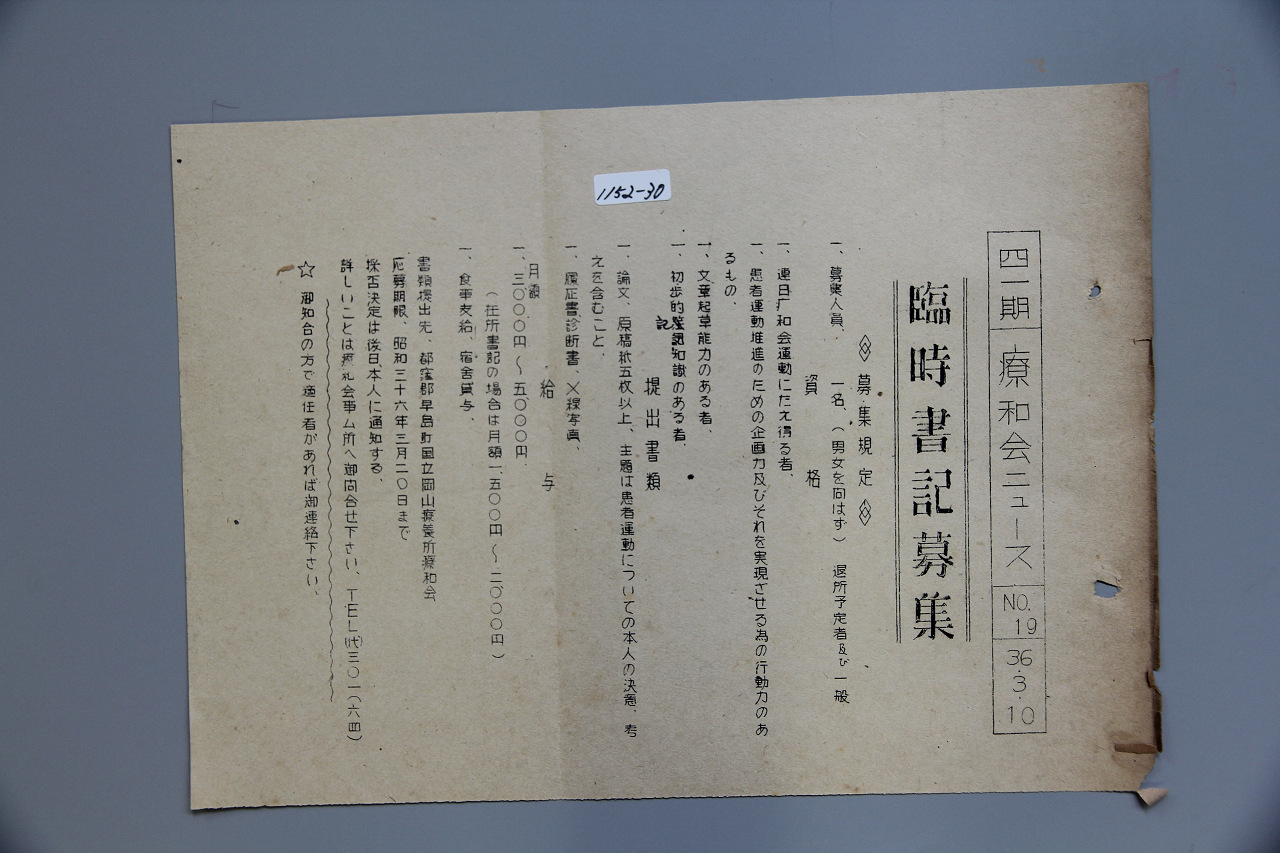 四一期 療和会ニュース NO.19 36.3.10
臨時書記募集
募集規定
一、募集人員、 一名、(男女を問はず) 退所予定者及び一般
資格
一、連日療和会運動にたえ得る者、
一、患者運動推進のための企画力及びそれを実現させる為の行動力のあ
るもの、
一、文章起草能力のある者、
一、初歩的 知識のある者、
記
提出書類
一、論文、原稿紙五枚以上、主題は患者運動についての本人の決意、考
えを含むこと、
一、履歴書、診断書、X線写真、
給与
月額
一、三〇〇〇円~五〇〇〇円、
(在所書記の場合は月額一、五〇〇円~二、〇〇〇円)
一、食事支給、宿舎貸与、
書類提出先、都窪郡早島町国立岡山療養所療和会
応募期限、昭和三十六年三月二〇日まで
採否決定は後日、本人に通知する、
詳しいことは療和会事ム所へ御問合せ下さい、TEL(代)三〇一(六四)
☆ 御知合の方で適任者があれば御連絡下さい、
1152-30